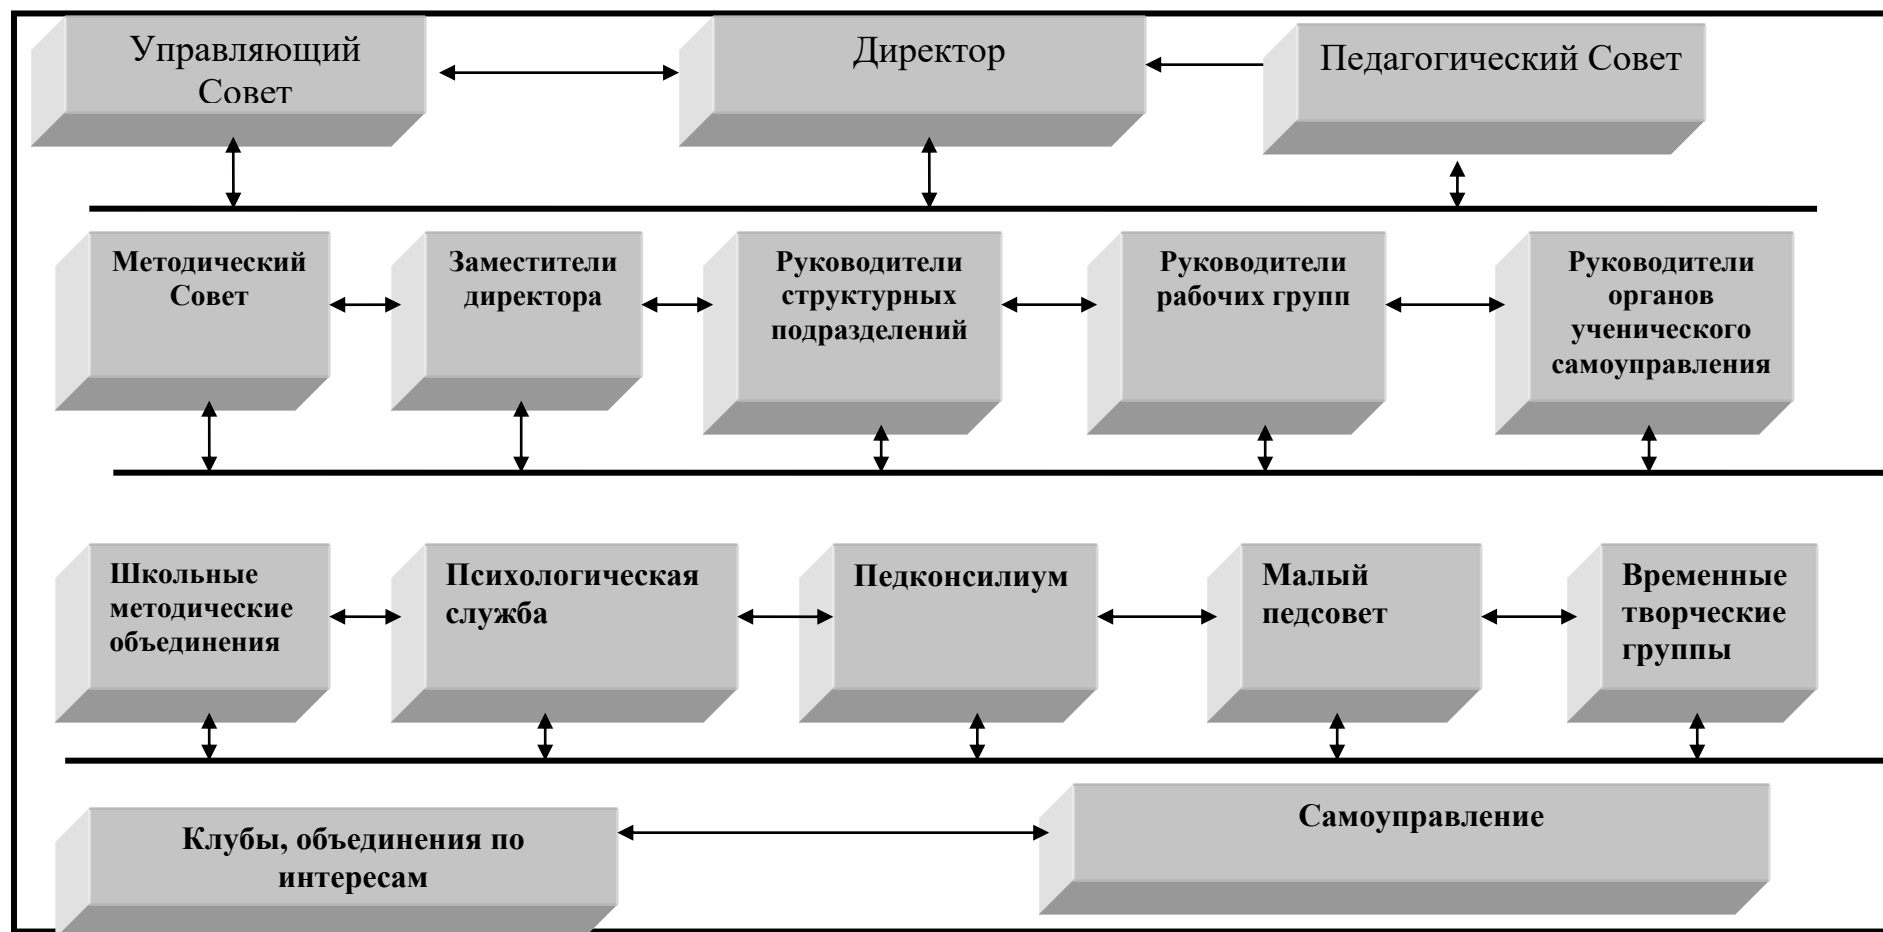 Управляющий
Совет
Директор
Педагогический Совет
Методический
Совет
Заместители
директора
Руководители
структурных
подразделений
Руководители
рабочих групп
Руководители
органов
ученического
самоуправления
Школьные
методические
объединения
Психологическая
служба
Педконсилиум
Малый
педсовет
Временные
творческие
группы
Клубы, объединения по
интересам
Самоуправление